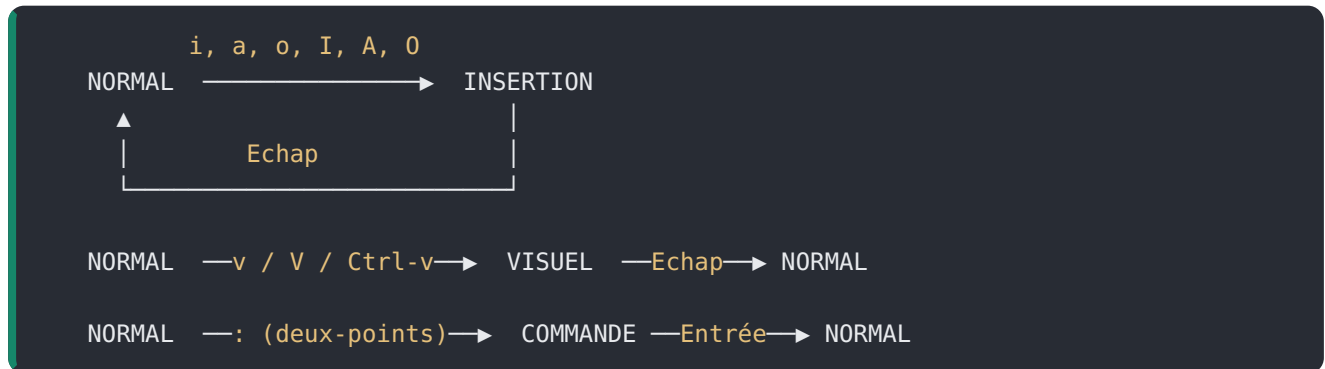 i, a, o, I, A, O
NORMAL ───────────────▶ INSERTION
Echap
NORMAL ──v / V / Ctrl-v──▶ VISUEL ──Echap──▶ NORMAL
NORMAL ──: (deux-points)──▶ COMMANDE ──Entrée──▶ NORMAL